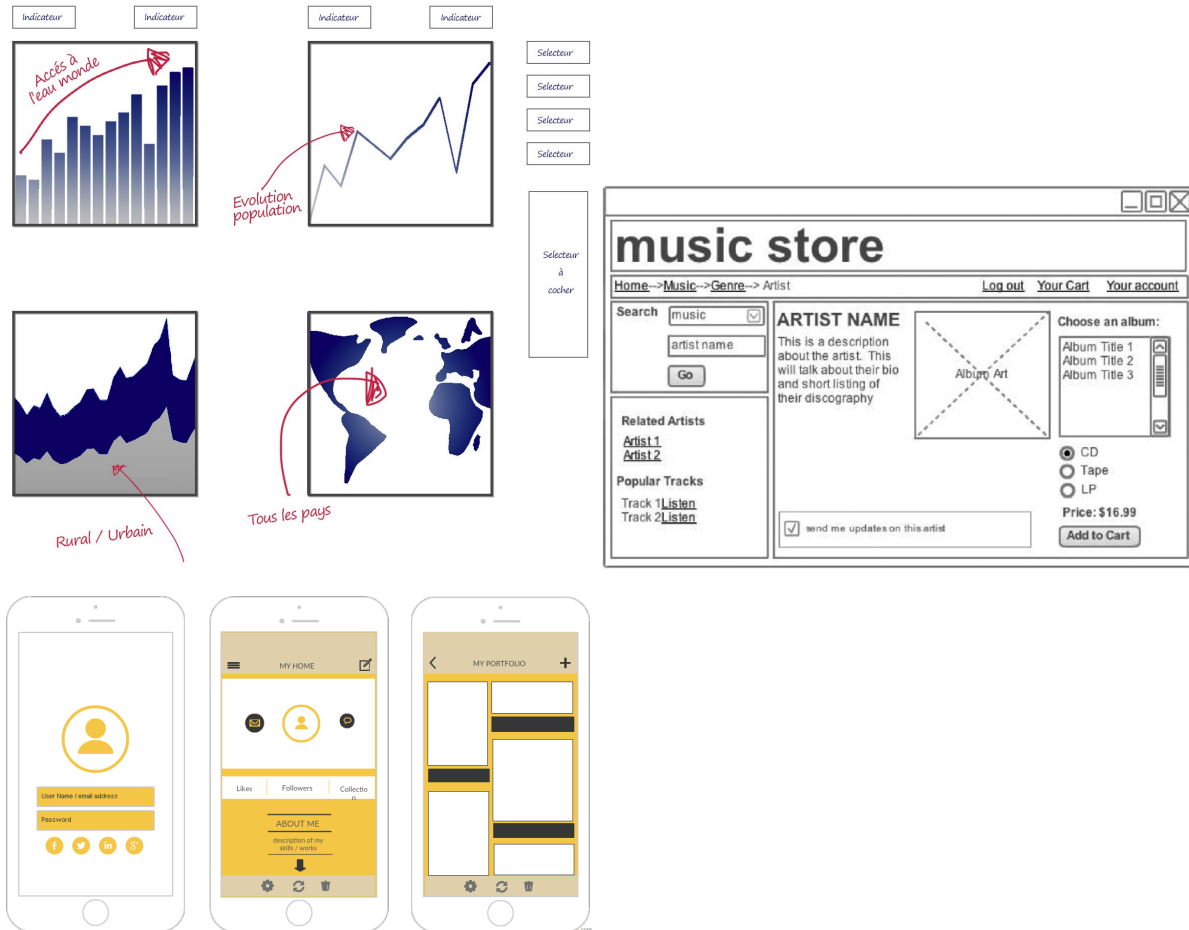 Indicateur
Indicateur
Indicateur
Indicateur
Accés à
l'eau monde
Evolution
population
Selecteur
Selecteur
Selecteur
Selecteur
Selecteur
à
cocher
Rural / Urbain
Tous les pays
music store
Home-->Music-->Genre--> Artist
Log out
Your Cart
Your account
Search
music
artist name
Go
Related Artists
Artist 1
Artist 2
Popular Tracks
Track 1Listen
Track 2Listen
ARTIST NAME
This is a description
about the artist. This
will talk about their bio
and short listing of
their discography
Album Art
Choose an album:
Album Title 1
Album Title 2
Album Title 3
CD
Tape
LP
Price: $16.99
Add to Cart
send me updates on this artist
User Name / email address
Password
f
in
g+
MY HOME
Likes
Followers
Collectio
n
ABOUT ME
description of my
skills / works
MY PORTFOLIO